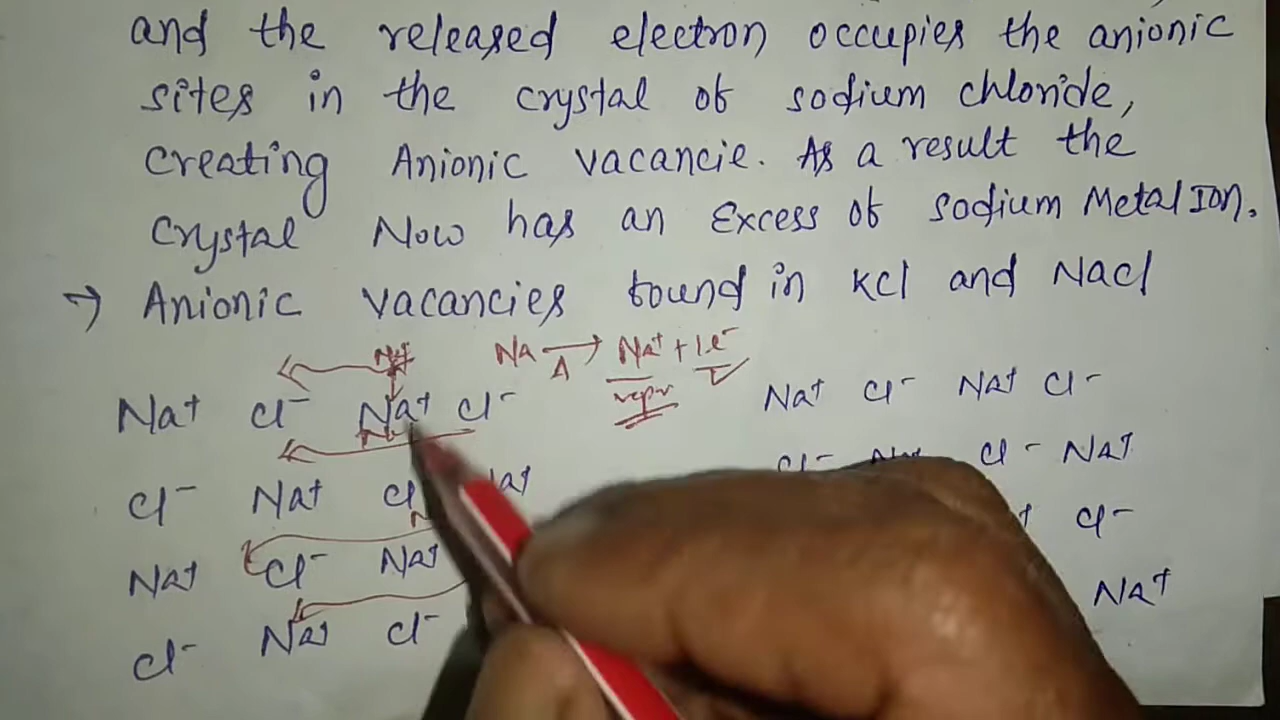 and the released electron occupies the anionic
sites in the crystal of sodium chloride,
creating Anionic vacancie. As a result the
Crystal Now has an Excess of sodium Metal Ion.
→ Anionic vacancies found in KCl and NaCl
Na → Na⁺ + 1e⁻
Δ
Na⁺ Cl⁻ Na⁺ Cl⁻
Cl⁻ Na⁺ Cl
Na⁺ Cl⁻ Na⁺
Cl⁻ Na⁺ Cl⁻
Na⁺ Cl⁻ Na⁺ Cl⁻
Cl⁻ Cl⁻ Na⁺
Cl⁻
Na⁺